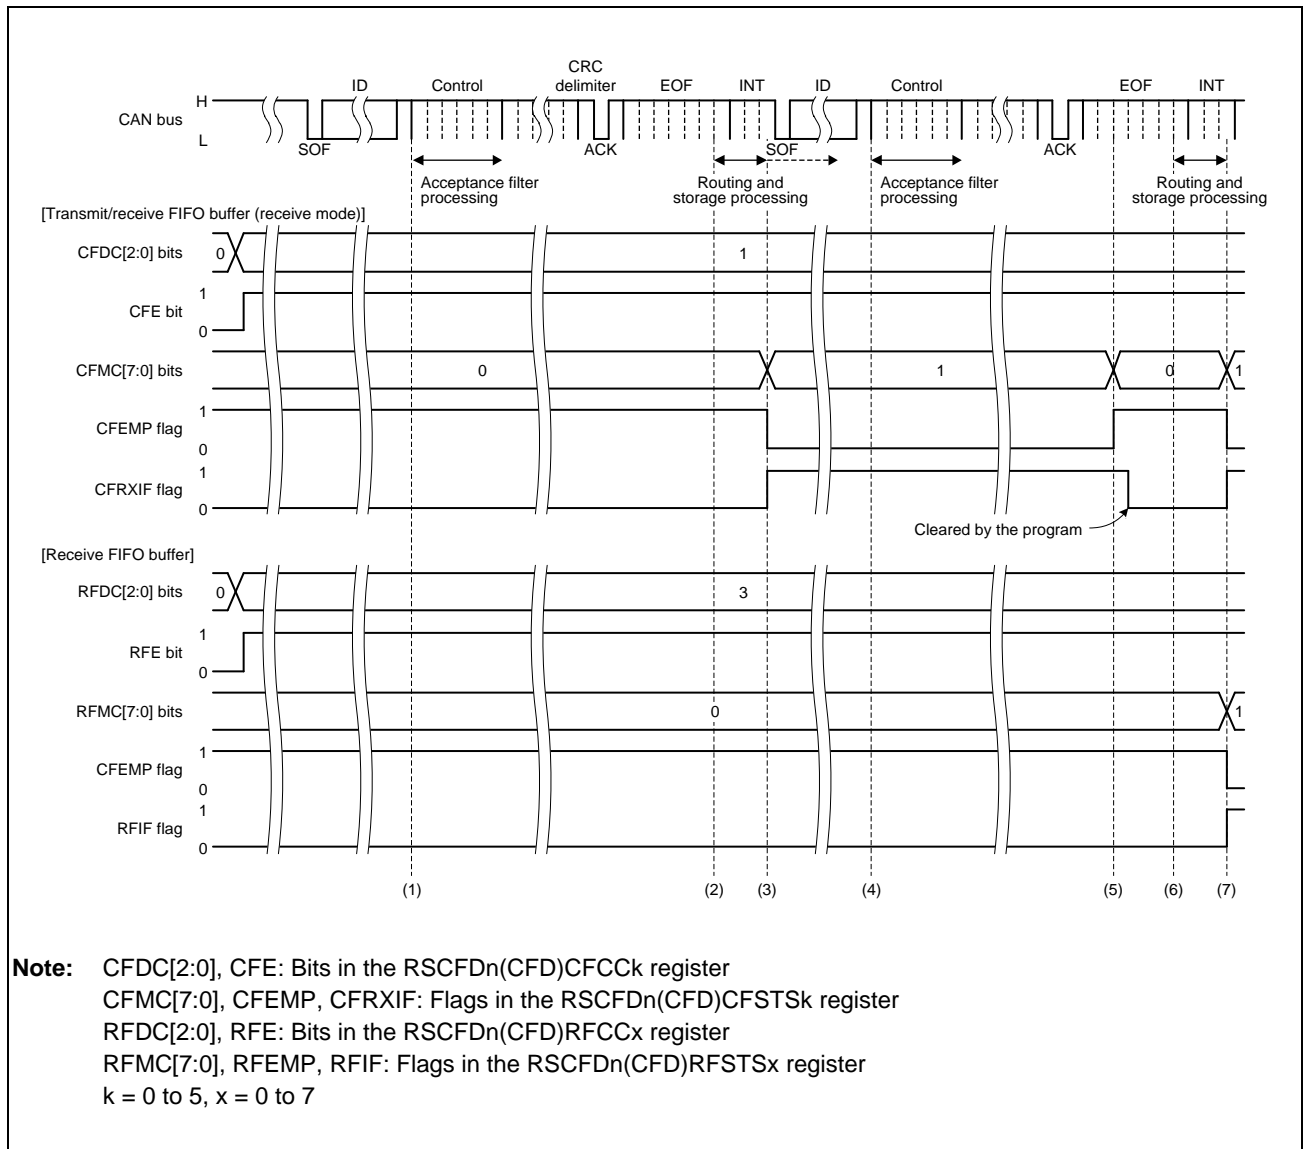 CRC
ID Control delimiter EOF INT ID Control EOF INT
H
CAN bus
L
SOF ACK SOF ACK
Acceptance filter processing
Routing and storage processing
Acceptance filter processing
Routing and storage processing
[Transmit/receive FIFO buffer (receive mode)]
CFDC[2:0] bits 0 1
1
CFE bit
0
CFMC[7:0] bits 0 1 0 1
1
CFEMP flag
0
1
CFRXIF flag
0
Cleared by the program
[Receive FIFO buffer]
RFDC[2:0] bits 0 3
1
RFE bit
0
RFMC[7:0] bits 0 1
1
CFEMP flag
0
1
RFIF flag
0
(1) (2) (3) (4) (5) (6) (7)
Note: CFDC[2:0], CFE: Bits in the RSCFDn(CFD)CFCCk register
CFMC[7:0], CFEMP, CFRXIF: Flags in the RSCFDn(CFD)CFSTSk register
RFDC[2:0], RFE: Bits in the RSCFDn(CFD)RFCCx register
RFMC[7:0], RFEMP, RFIF: Flags in the RSCFDn(CFD)RFSTSx register
k = 0 to 5, x = 0 to 7